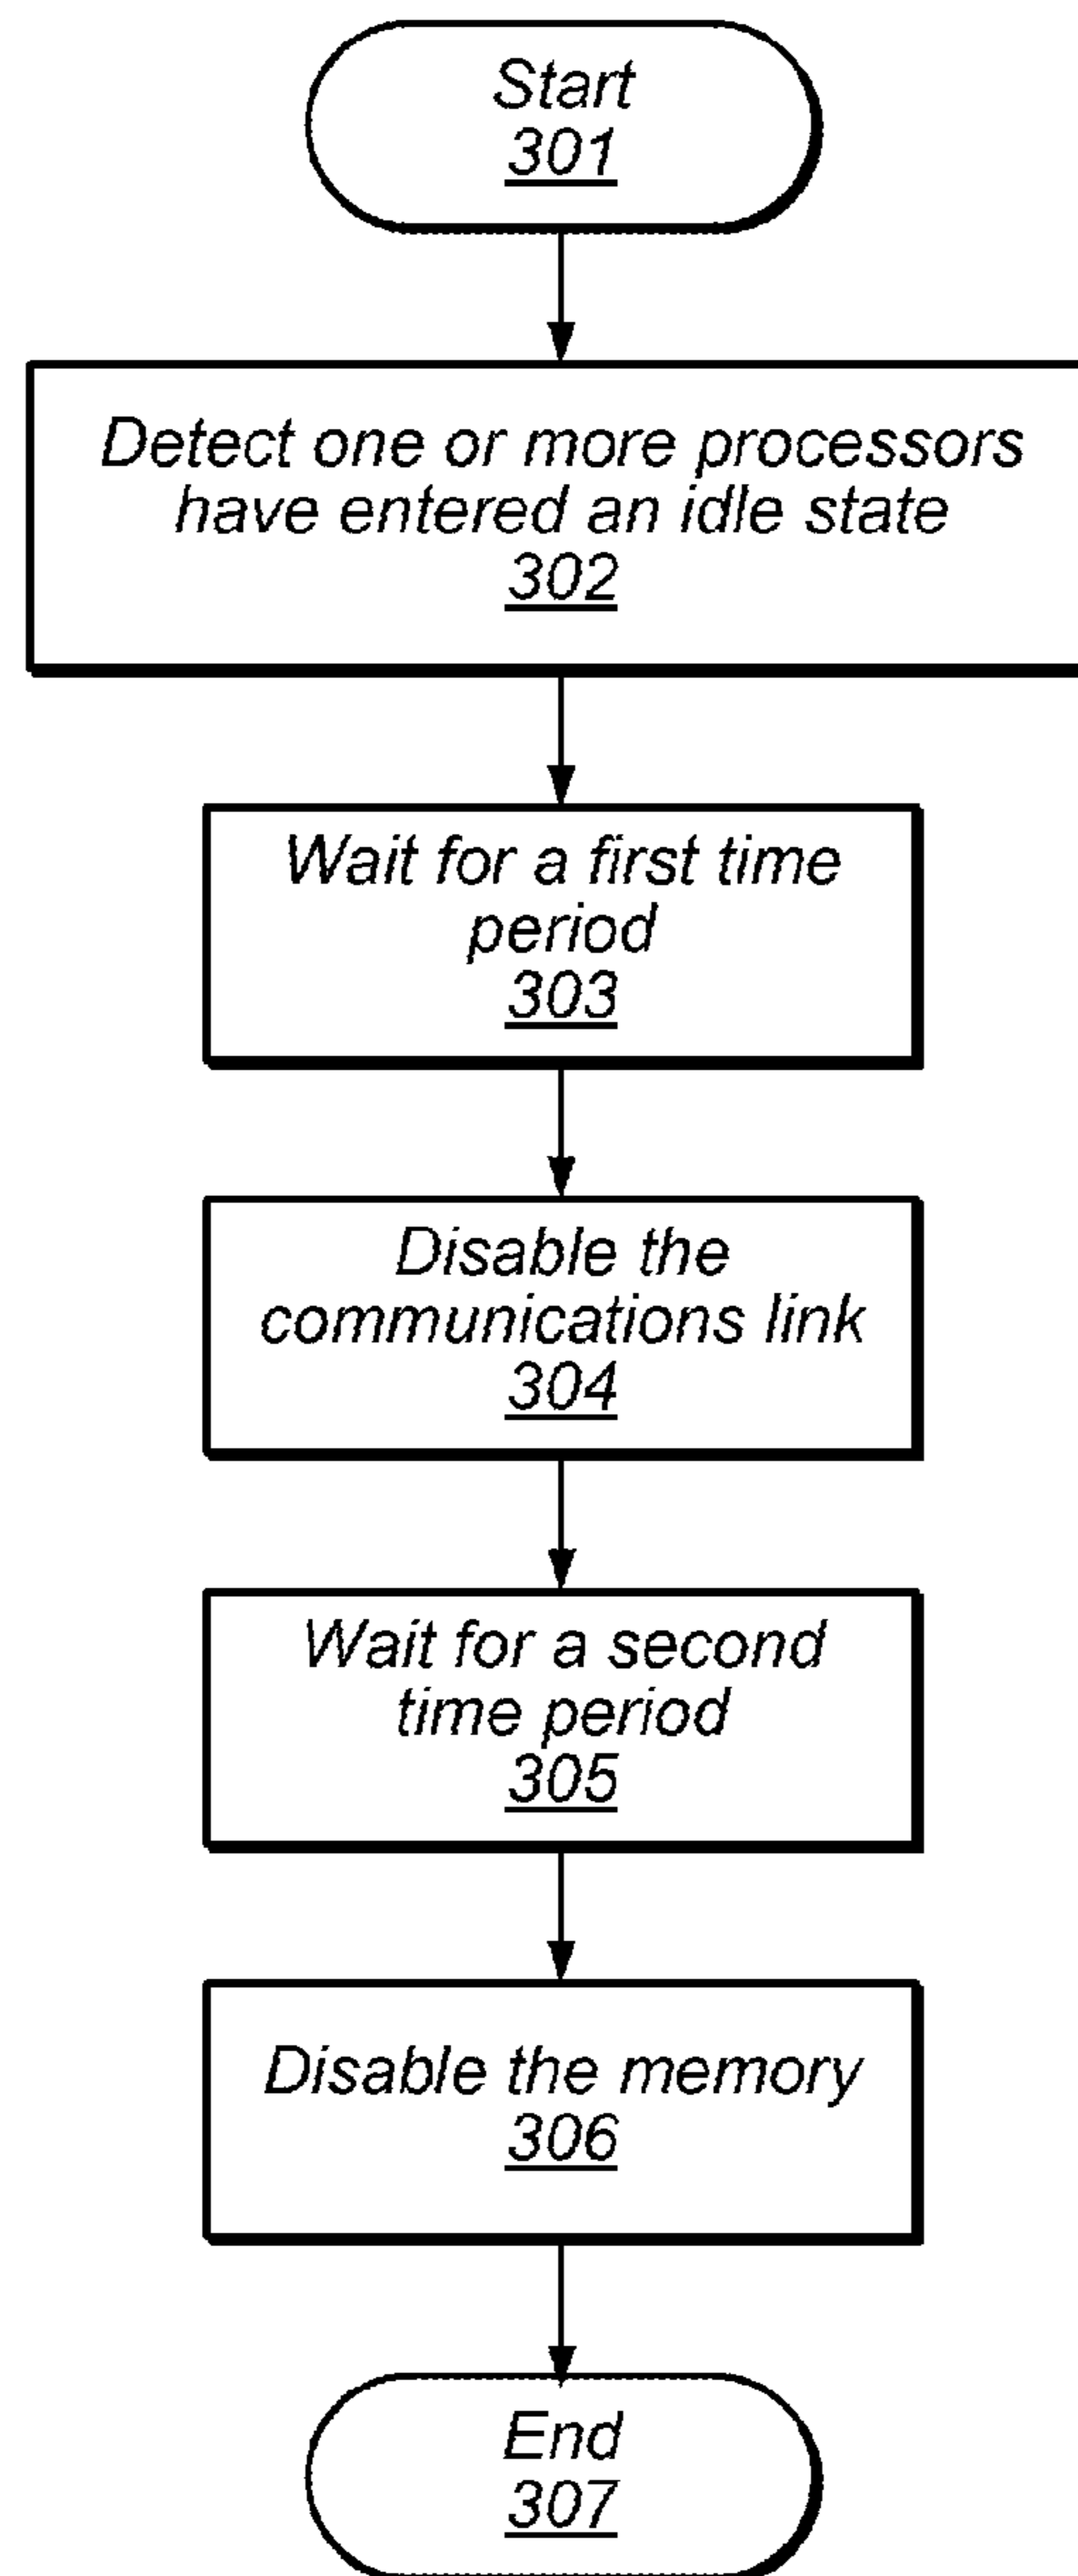 Start
301
Detect one or more processors
have entered an idle state
302
Wait for a first time
period
303
Disable the
communications link
304
Wait for a second
time period
305
Disable the memory
306
End
307